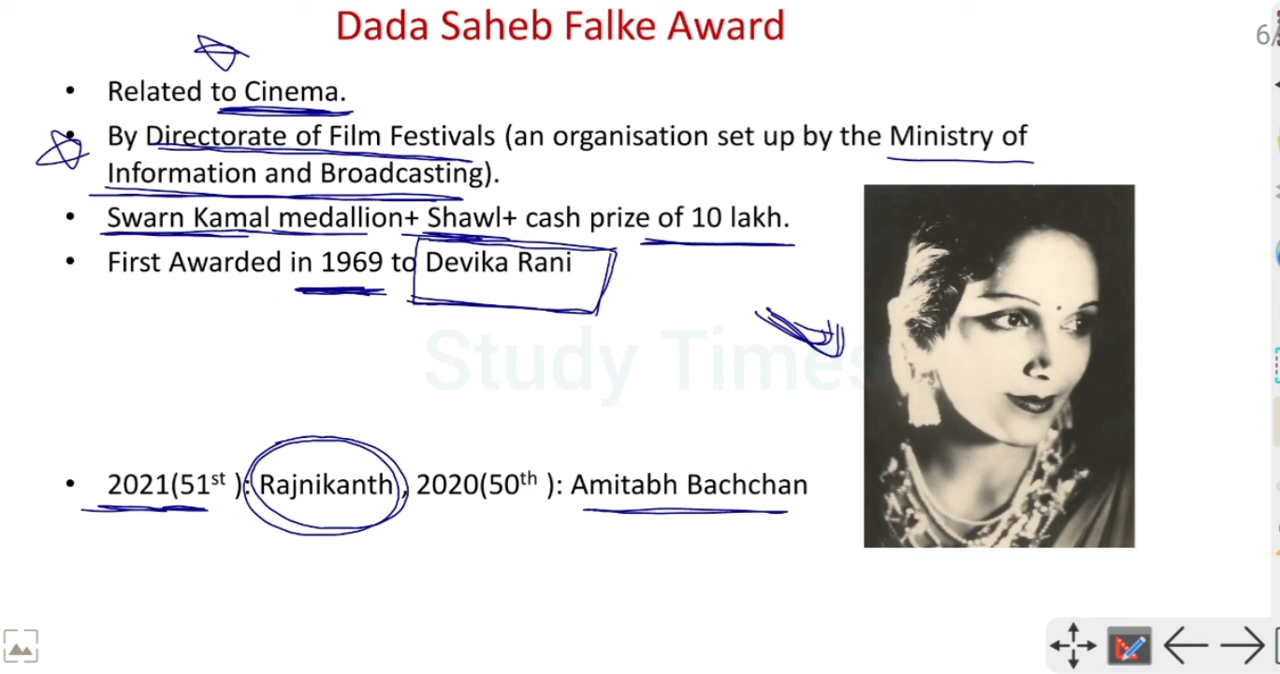 Dada Saheb Falke Award
6/
• Related to Cinema.
• By Directorate of Film Festivals (an organisation set up by the Ministry of
Information and Broadcasting).
• Swarn Kamal medallion+ Shawl+ cash prize of 10 lakh.
• First Awarded in 1969 to Devika Rani
Study Times
• 2021(51st ): Rajnikanth , 2020(50th ): Amitabh Bachchan